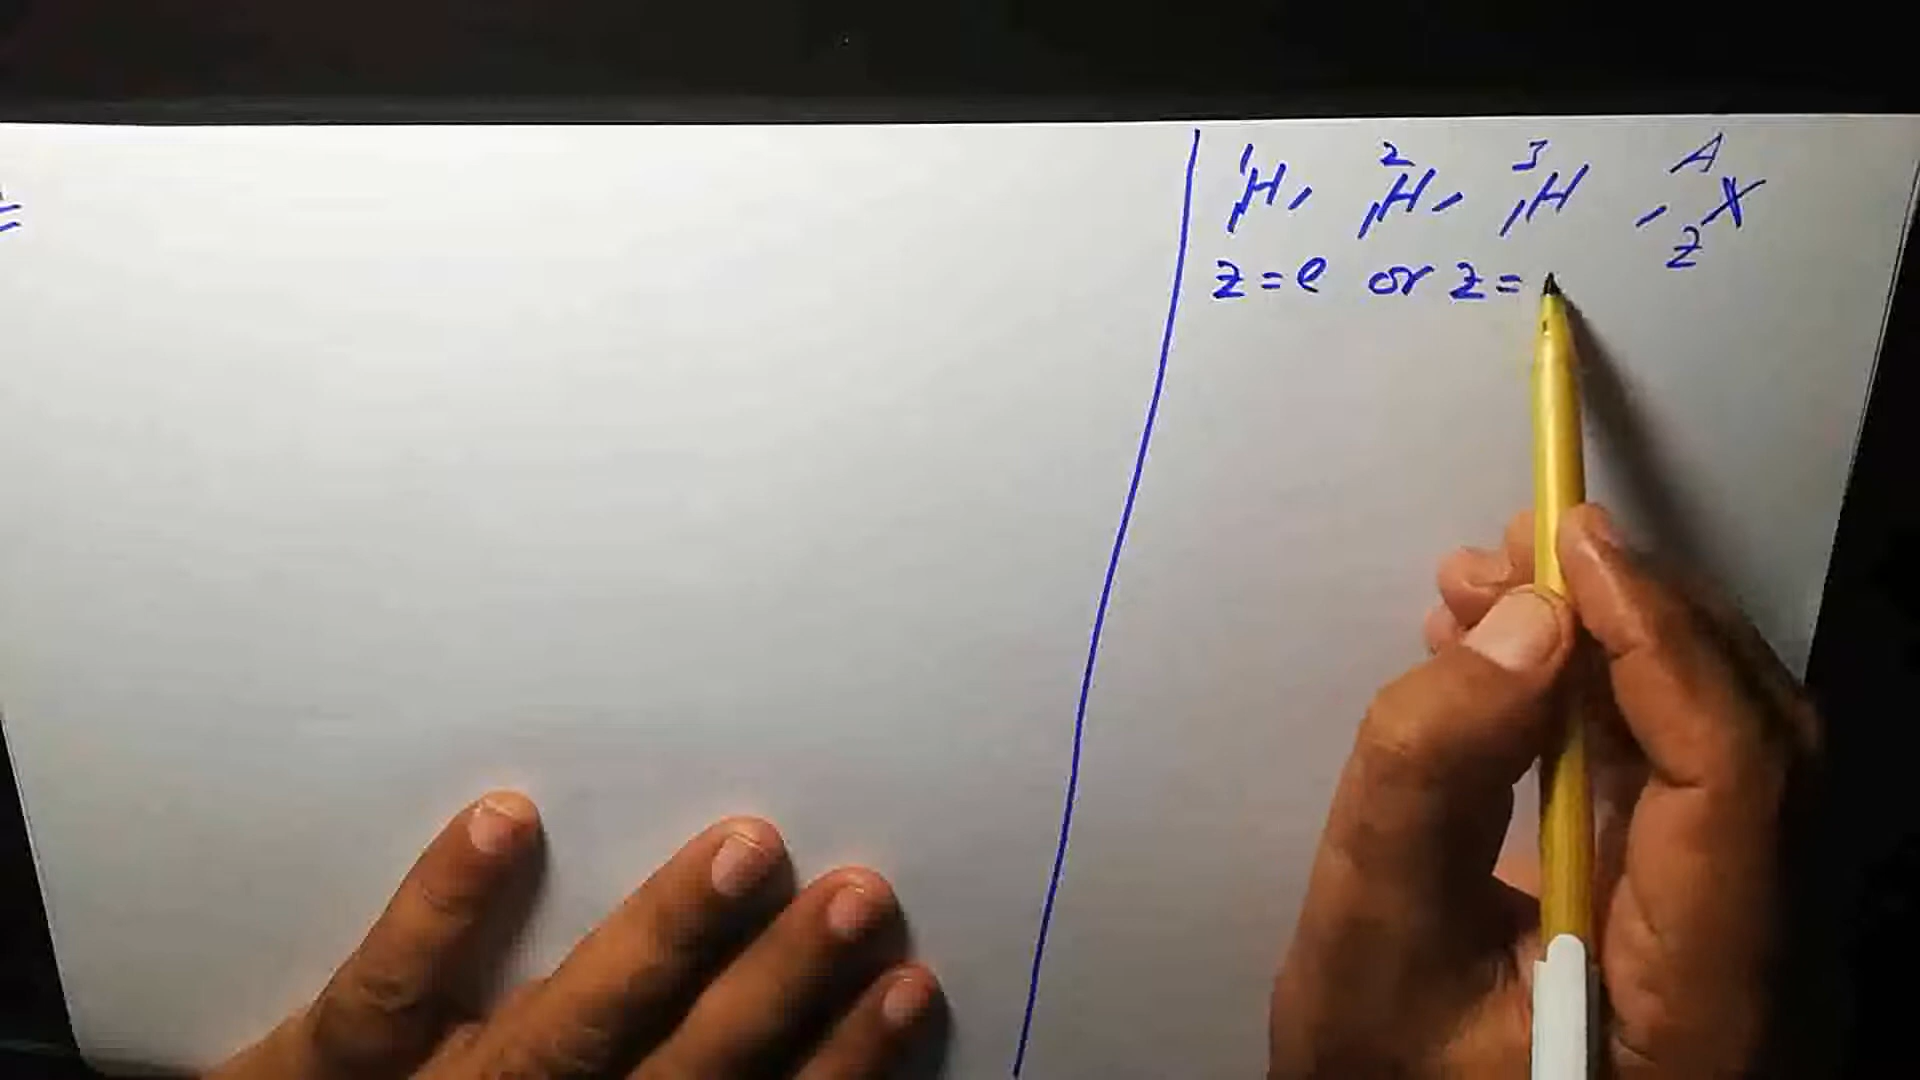 ¹₁H, ²₁H, ³₁H , ᴬ_Z X
z = e or z =